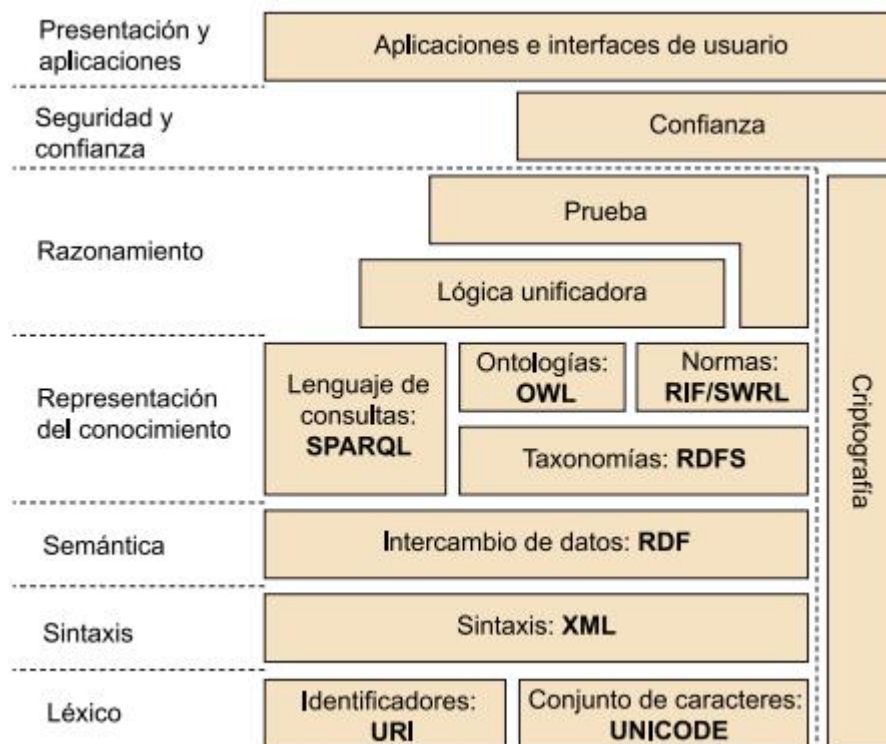 Presentación y
aplicaciones
Aplicaciones e interfaces de usuario
Seguridad y
confianza
Confianza
Razonamiento
Prueba
Lógica unificadora
Representación
del conocimiento
Lenguaje de
consultas:
SPARQL
Ontologías:
OWL
Normas:
RIF/SWRL
Taxonomías: RDFS
Criptografía
Semántica
Intercambio de datos: RDF
Sintaxis
Sintaxis: XML
Léxico
Identificadores:
URI
Conjunto de caracteres:
UNICODE